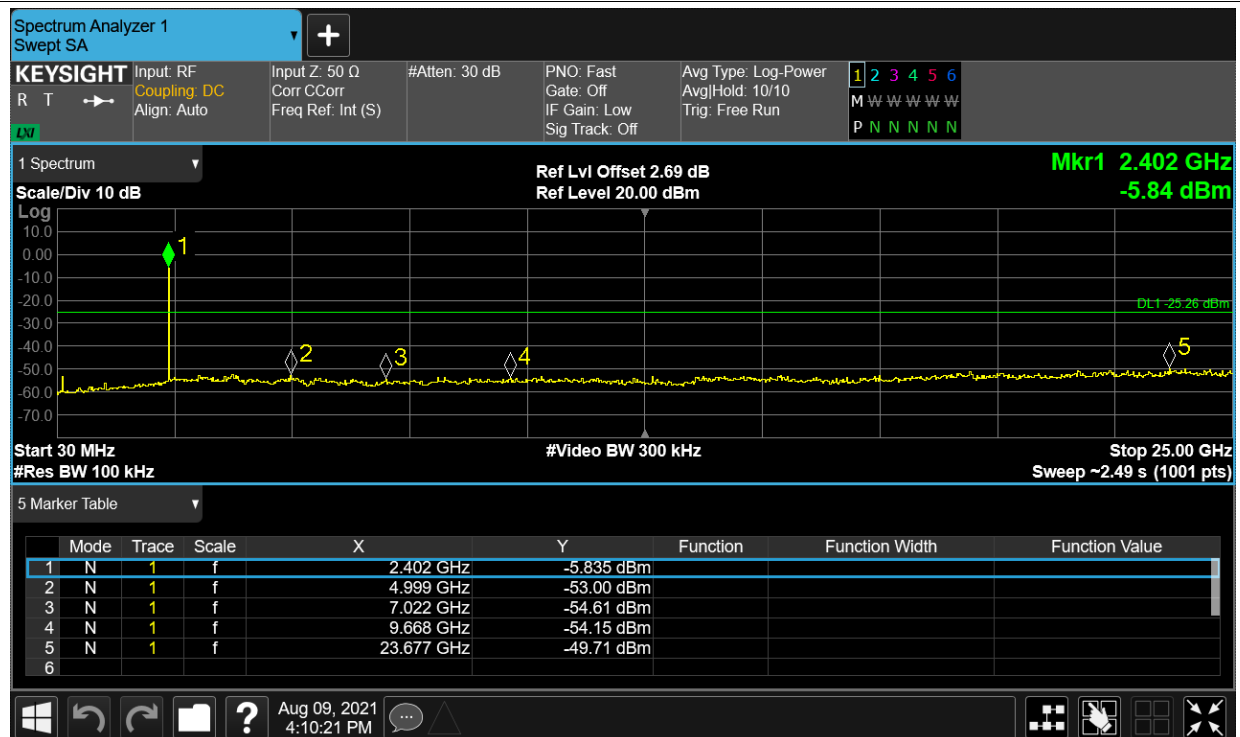 Spectrum Analyzer 1
Swept SA
+
KEYSIGHT
R T
LXI
Input: RF
Coupling: DC
Align: Auto
Input Z: 50 Ω
Corr CCorr
Freq Ref: Int (S)
#Atten: 30 dB
PNO: Fast
Gate: Off
IF Gain: Low
Sig Track: Off
Avg Type: Log-Power
Avg|Hold: 10/10
Trig: Free Run
1 2 3 4 5 6
M W W W W W
P N N N N N
1 Spectrum
Scale/Div 10 dB
Ref Lvl Offset 2.69 dB
Ref Level 20.00 dBm
Mkr1 2.402 GHz
-5.84 dBm
Log
10.0
0.00
-10.0
-20.0
-30.0
-40.0
-50.0
-60.0
-70.0
1
2
3
4
5
DL1 -25.26 dBm
Start 30 MHz
#Res BW 100 kHz
#Video BW 300 kHz
Stop 25.00 GHz
Sweep ~2.49 s (1001 pts)
5 Marker Table
Mode Trace Scale X Y Function Function Width Function Value
1 N 1 f 2.402 GHz -5.835 dBm
2 N 1 f 4.999 GHz -53.00 dBm
3 N 1 f 7.022 GHz -54.61 dBm
4 N 1 f 9.668 GHz -54.15 dBm
5 N 1 f 23.677 GHz -49.71 dBm
6
?
Aug 09, 2021
4:10:21 PM